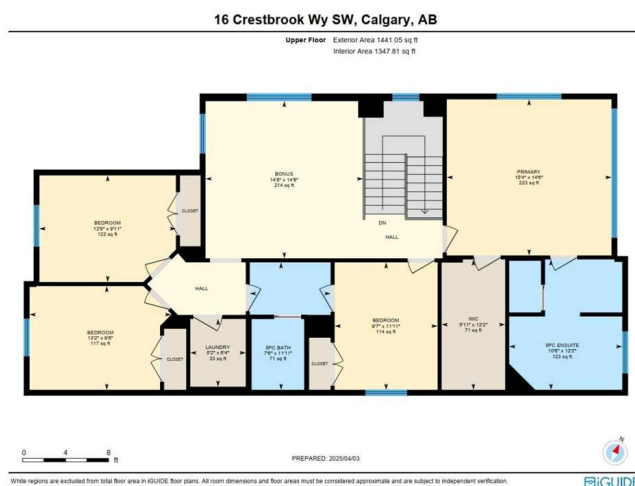 16 Crestbrook Wy SW, Calgary, AB
Upper Floor Exterior Area 1441.05 sq ft
Interior Area 1347.81 sq ft
BONUS
14'8" x 14'9"
214 sq ft
PRIMARY
15'4" x 14'6"
223 sq ft
BEDROOM
12'9" x 9'11"
122 sq ft
CLOSET
DN
HALL
HALL
BEDROOM
13'2" x 9'9"
117 sq ft
CLOSET
LAUNDRY
5'2" x 6'4"
33 sq ft
5PC BATH
7'6" x 11'11"
71 sq ft
CLOSET
BEDROOM
9'7" x 11'11"
114 sq ft
WIC
5'11" x 12'2"
71 sq ft
5PC ENSUITE
10'6" x 12'2"
123 sq ft
0 4 8
ft
PREPARED: 2025/04/03
N
White regions are excluded from total floor area in iGUIDE floor plans. All room dimensions and floor areas must be considered approximate and are subject to independent verification.
iGUIDE